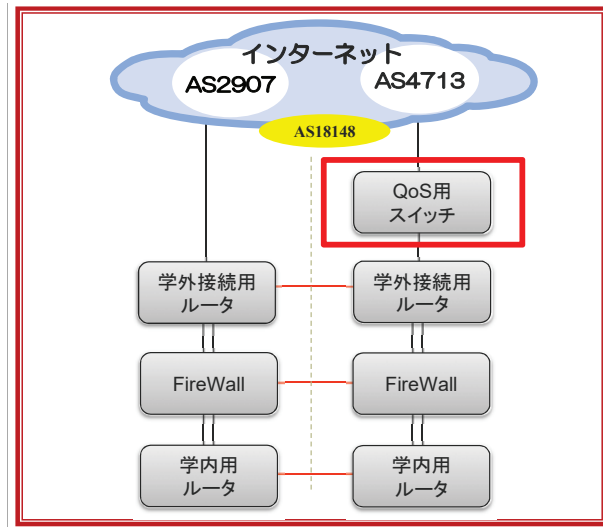 インターネット
AS2907
AS4713
AS18148
QoS用
スイッチ
学外接続用
ルータ
学外接続用
ルータ
FireWall
FireWall
学内用
ルータ
学内用
ルータ